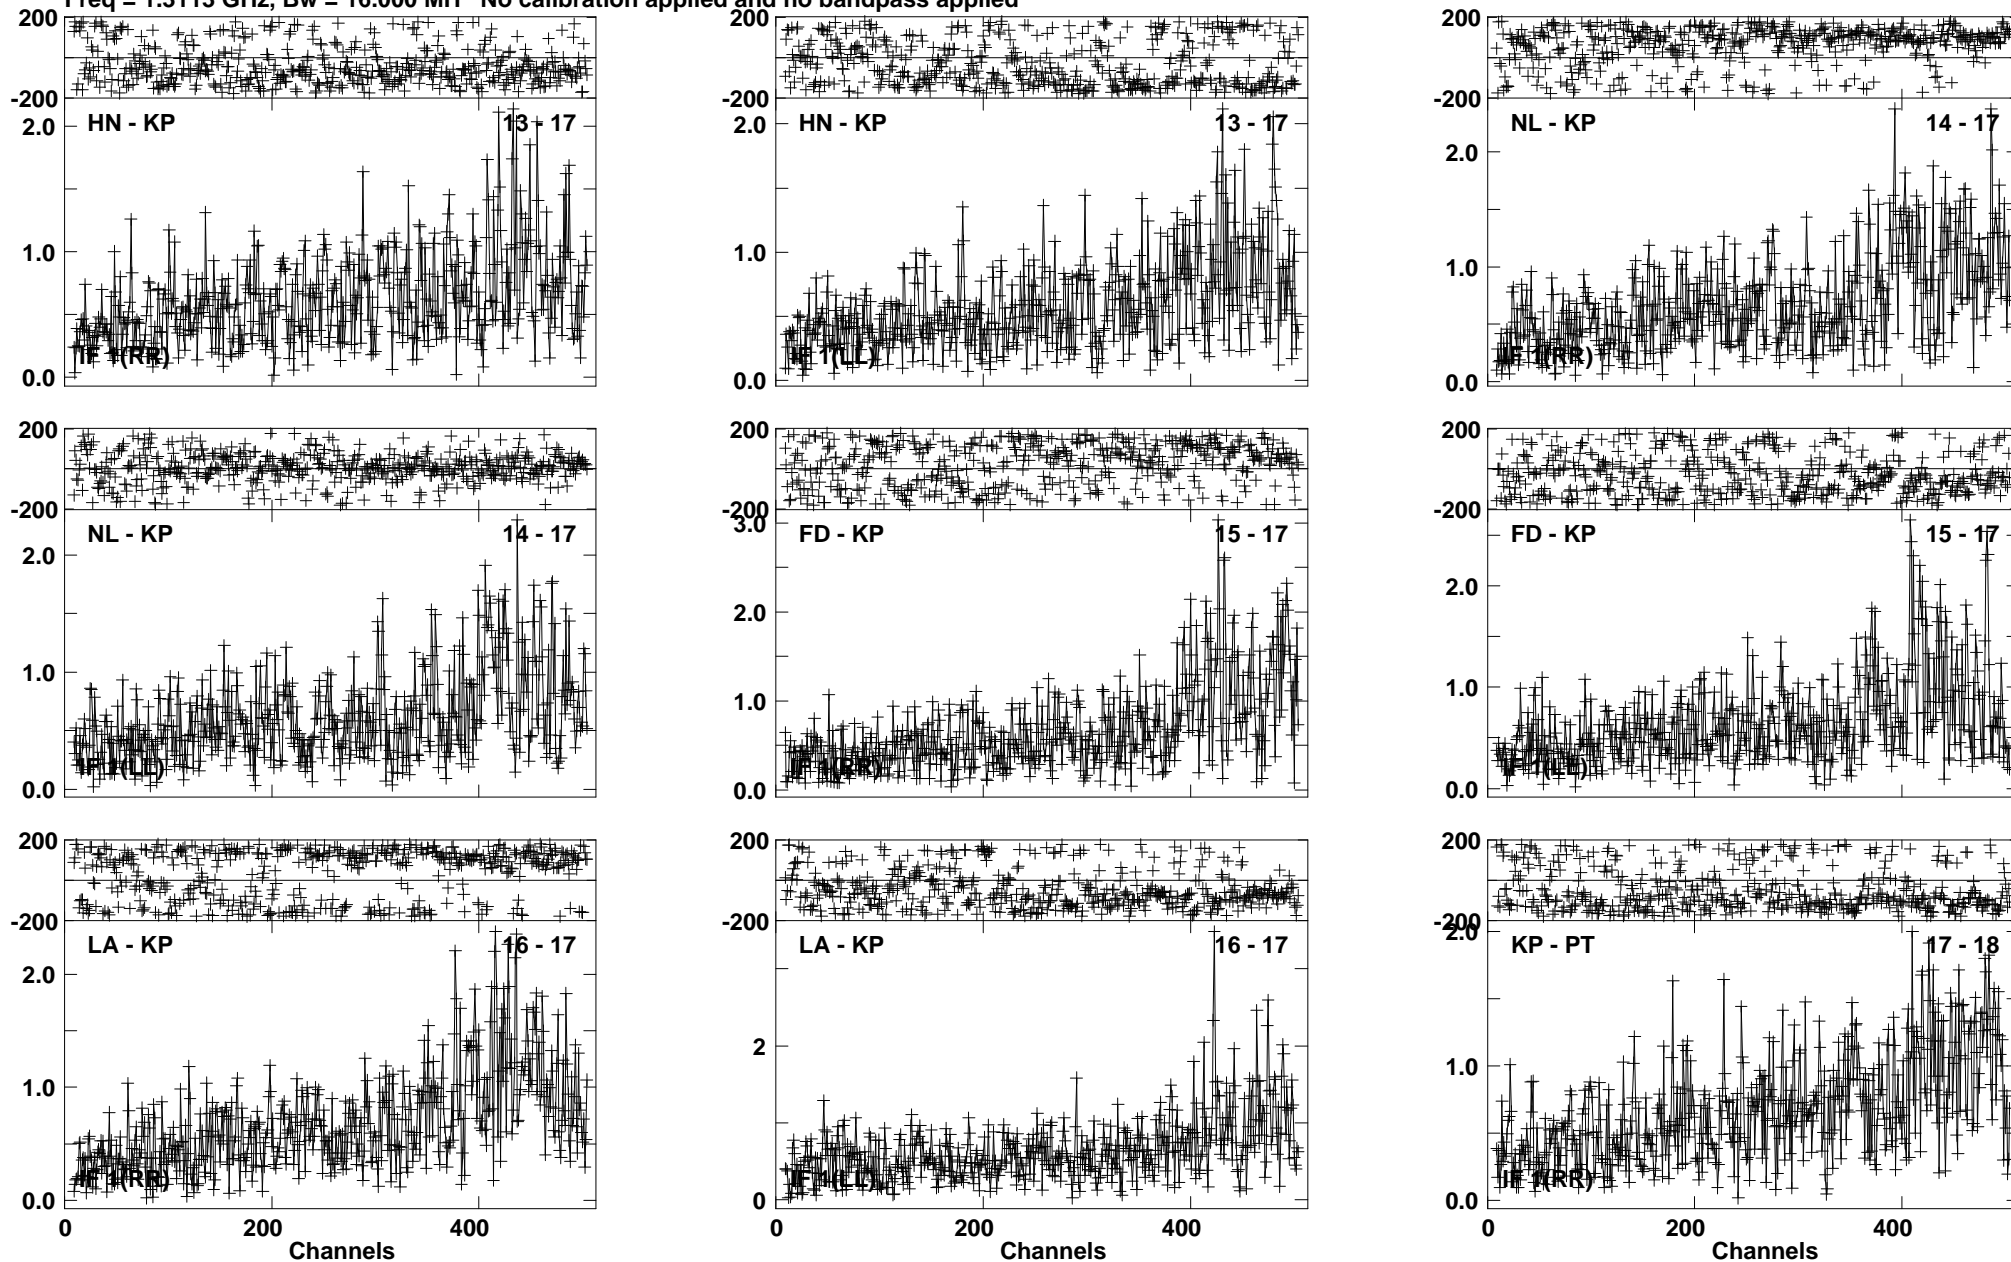 Freq = 1.3115 GHz, Bw = 16.000 MH No calibration applied and no bandpass applied
200
-200
2.0
1.0
0.0
HN - KP
13 - 17
IF 1(RR)
200
-200
2.0
1.0
0.0
HN - KP
13 - 17
IF 1(LL)
200
-200
2.0
1.0
0.0
NL - KP
14 - 17
IF 1(RR)
200
-200
2.0
1.0
0.0
NL - KP
14 - 17
IF 1(LL)
200
-200
3.0
2.0
1.0
0.0
FD - KP
15 - 17
IF 1(RR)
200
-200
2.0
1.0
0.0
FD - KP
15 - 17
IF 1(LL)
200
-200
2.0
1.0
0.0
LA - KP
16 - 17
IF 1(RR)
0 200 400
Channels
200
-200
2
0
LA - KP
16 - 17
IF 1(LL)
0 200 400
Channels
200
-200
2.0
1.0
0.0
KP - PT
17 - 18
IF 1(RR)
0 200 400
Channels